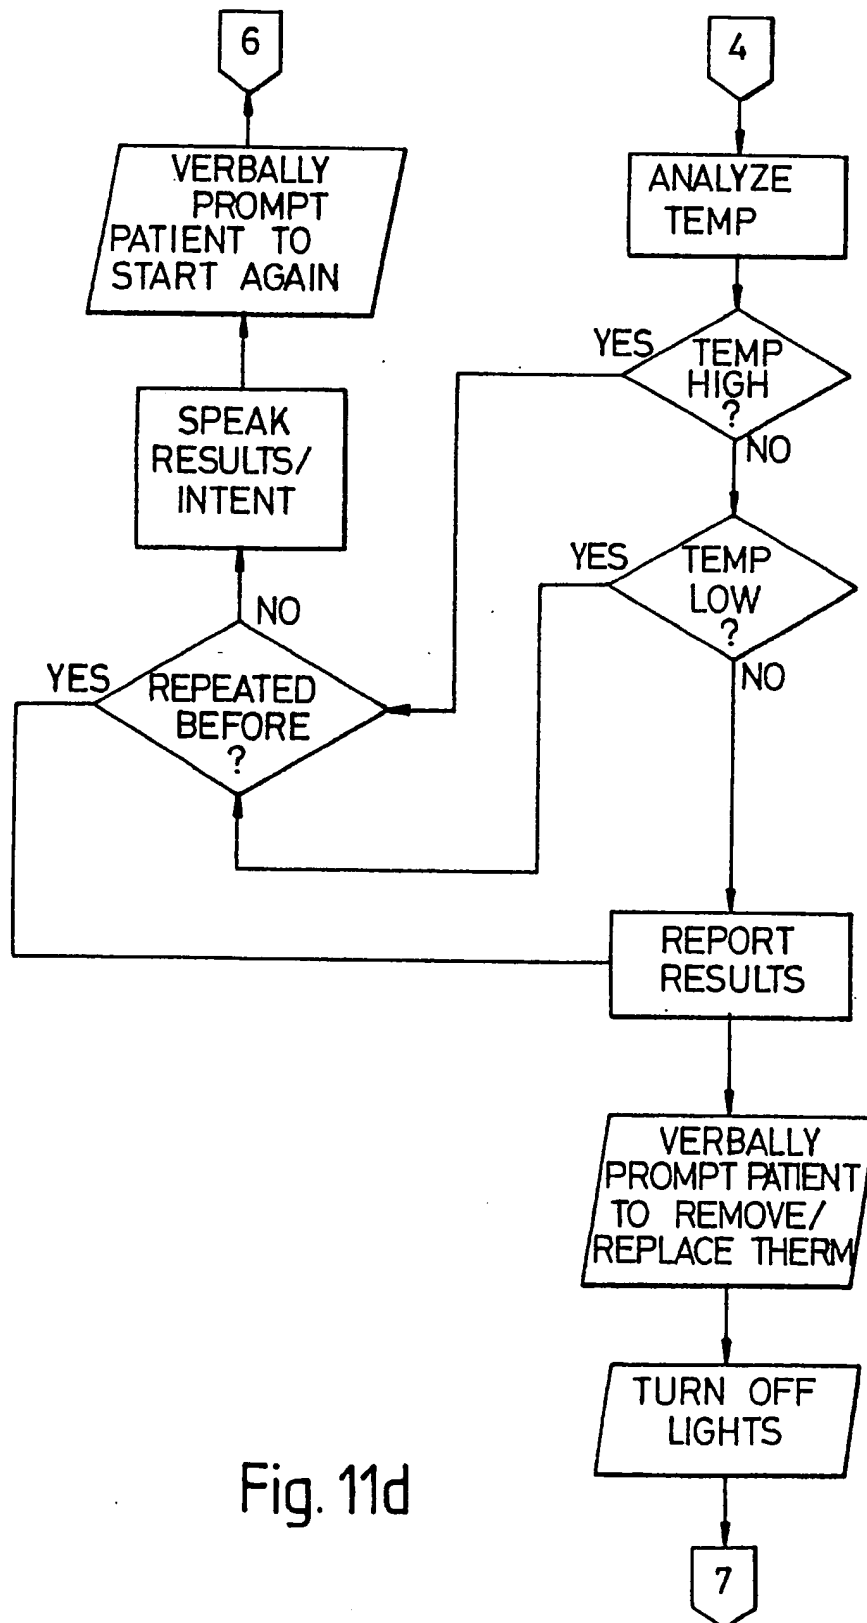 6
VERBALLY
PROMPT
PATIENT TO
START AGAIN
SPEAK
RESULTS/
INTENT
NO
YES
REPEATED
BEFORE
?
4
ANALYZE
TEMP
YES
TEMP
HIGH
?
NO
YES
TEMP
LOW
?
NO
REPORT
RESULTS
VERBALLY
PROMPT PATIENT
TO REMOVE/
REPLACE THERM
TURN OFF
LIGHTS
7
Fig. 11d